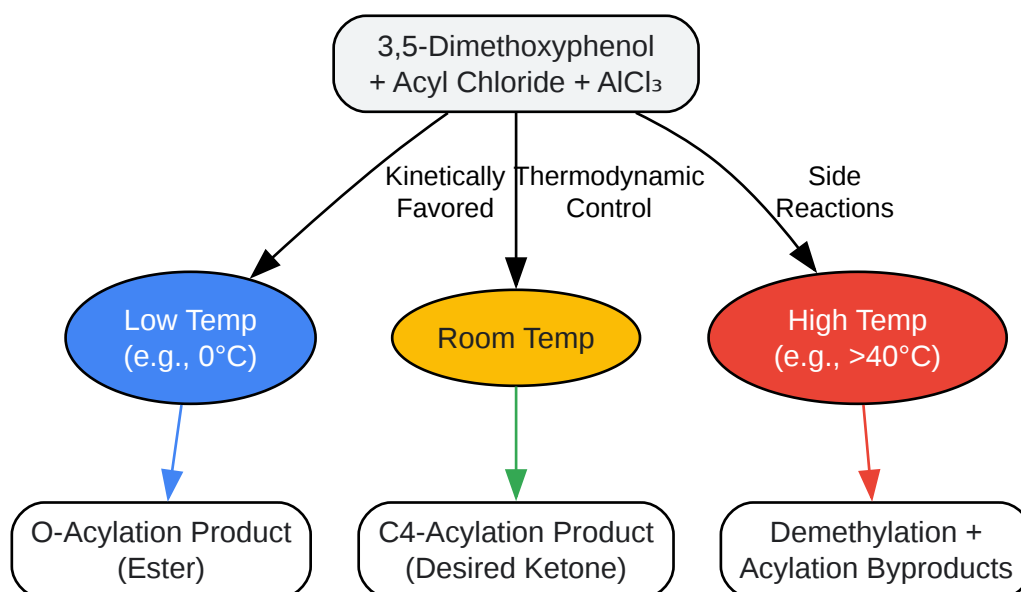 3,5-Dimethoxyphenol
+ Acyl Chloride + AlCl₃
Kinetically
Favored
Thermodynamic
Control
Side
Reactions
Low Temp
(e.g., 0°C)
Room Temp
High Temp
(e.g., >40°C)
O-Acylation Product
(Ester)
C4-Acylation Product
(Desired Ketone)
Demethylation +
Acylation Byproducts